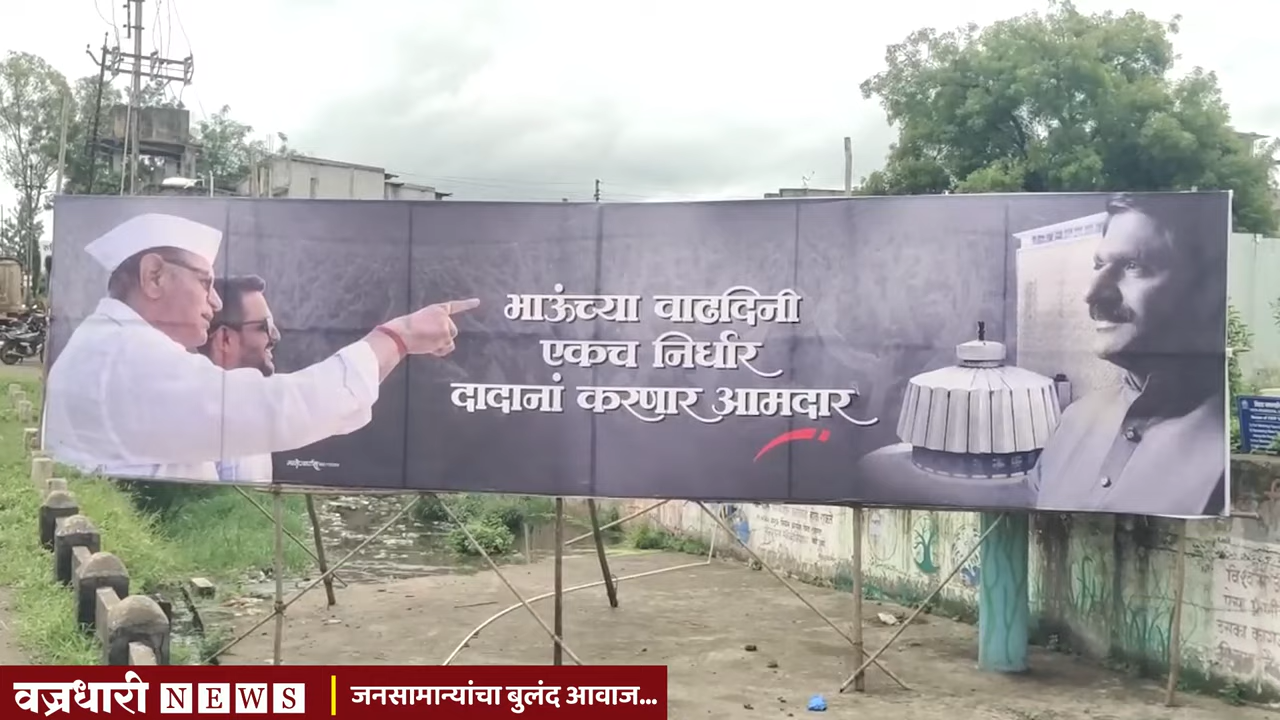 भाऊंच्या वाढदिनी
एकच निर्धार
दादानां करणार आमदार
वज्रधारी NEWS
जनसामान्यांचा बुलंद आवाज...